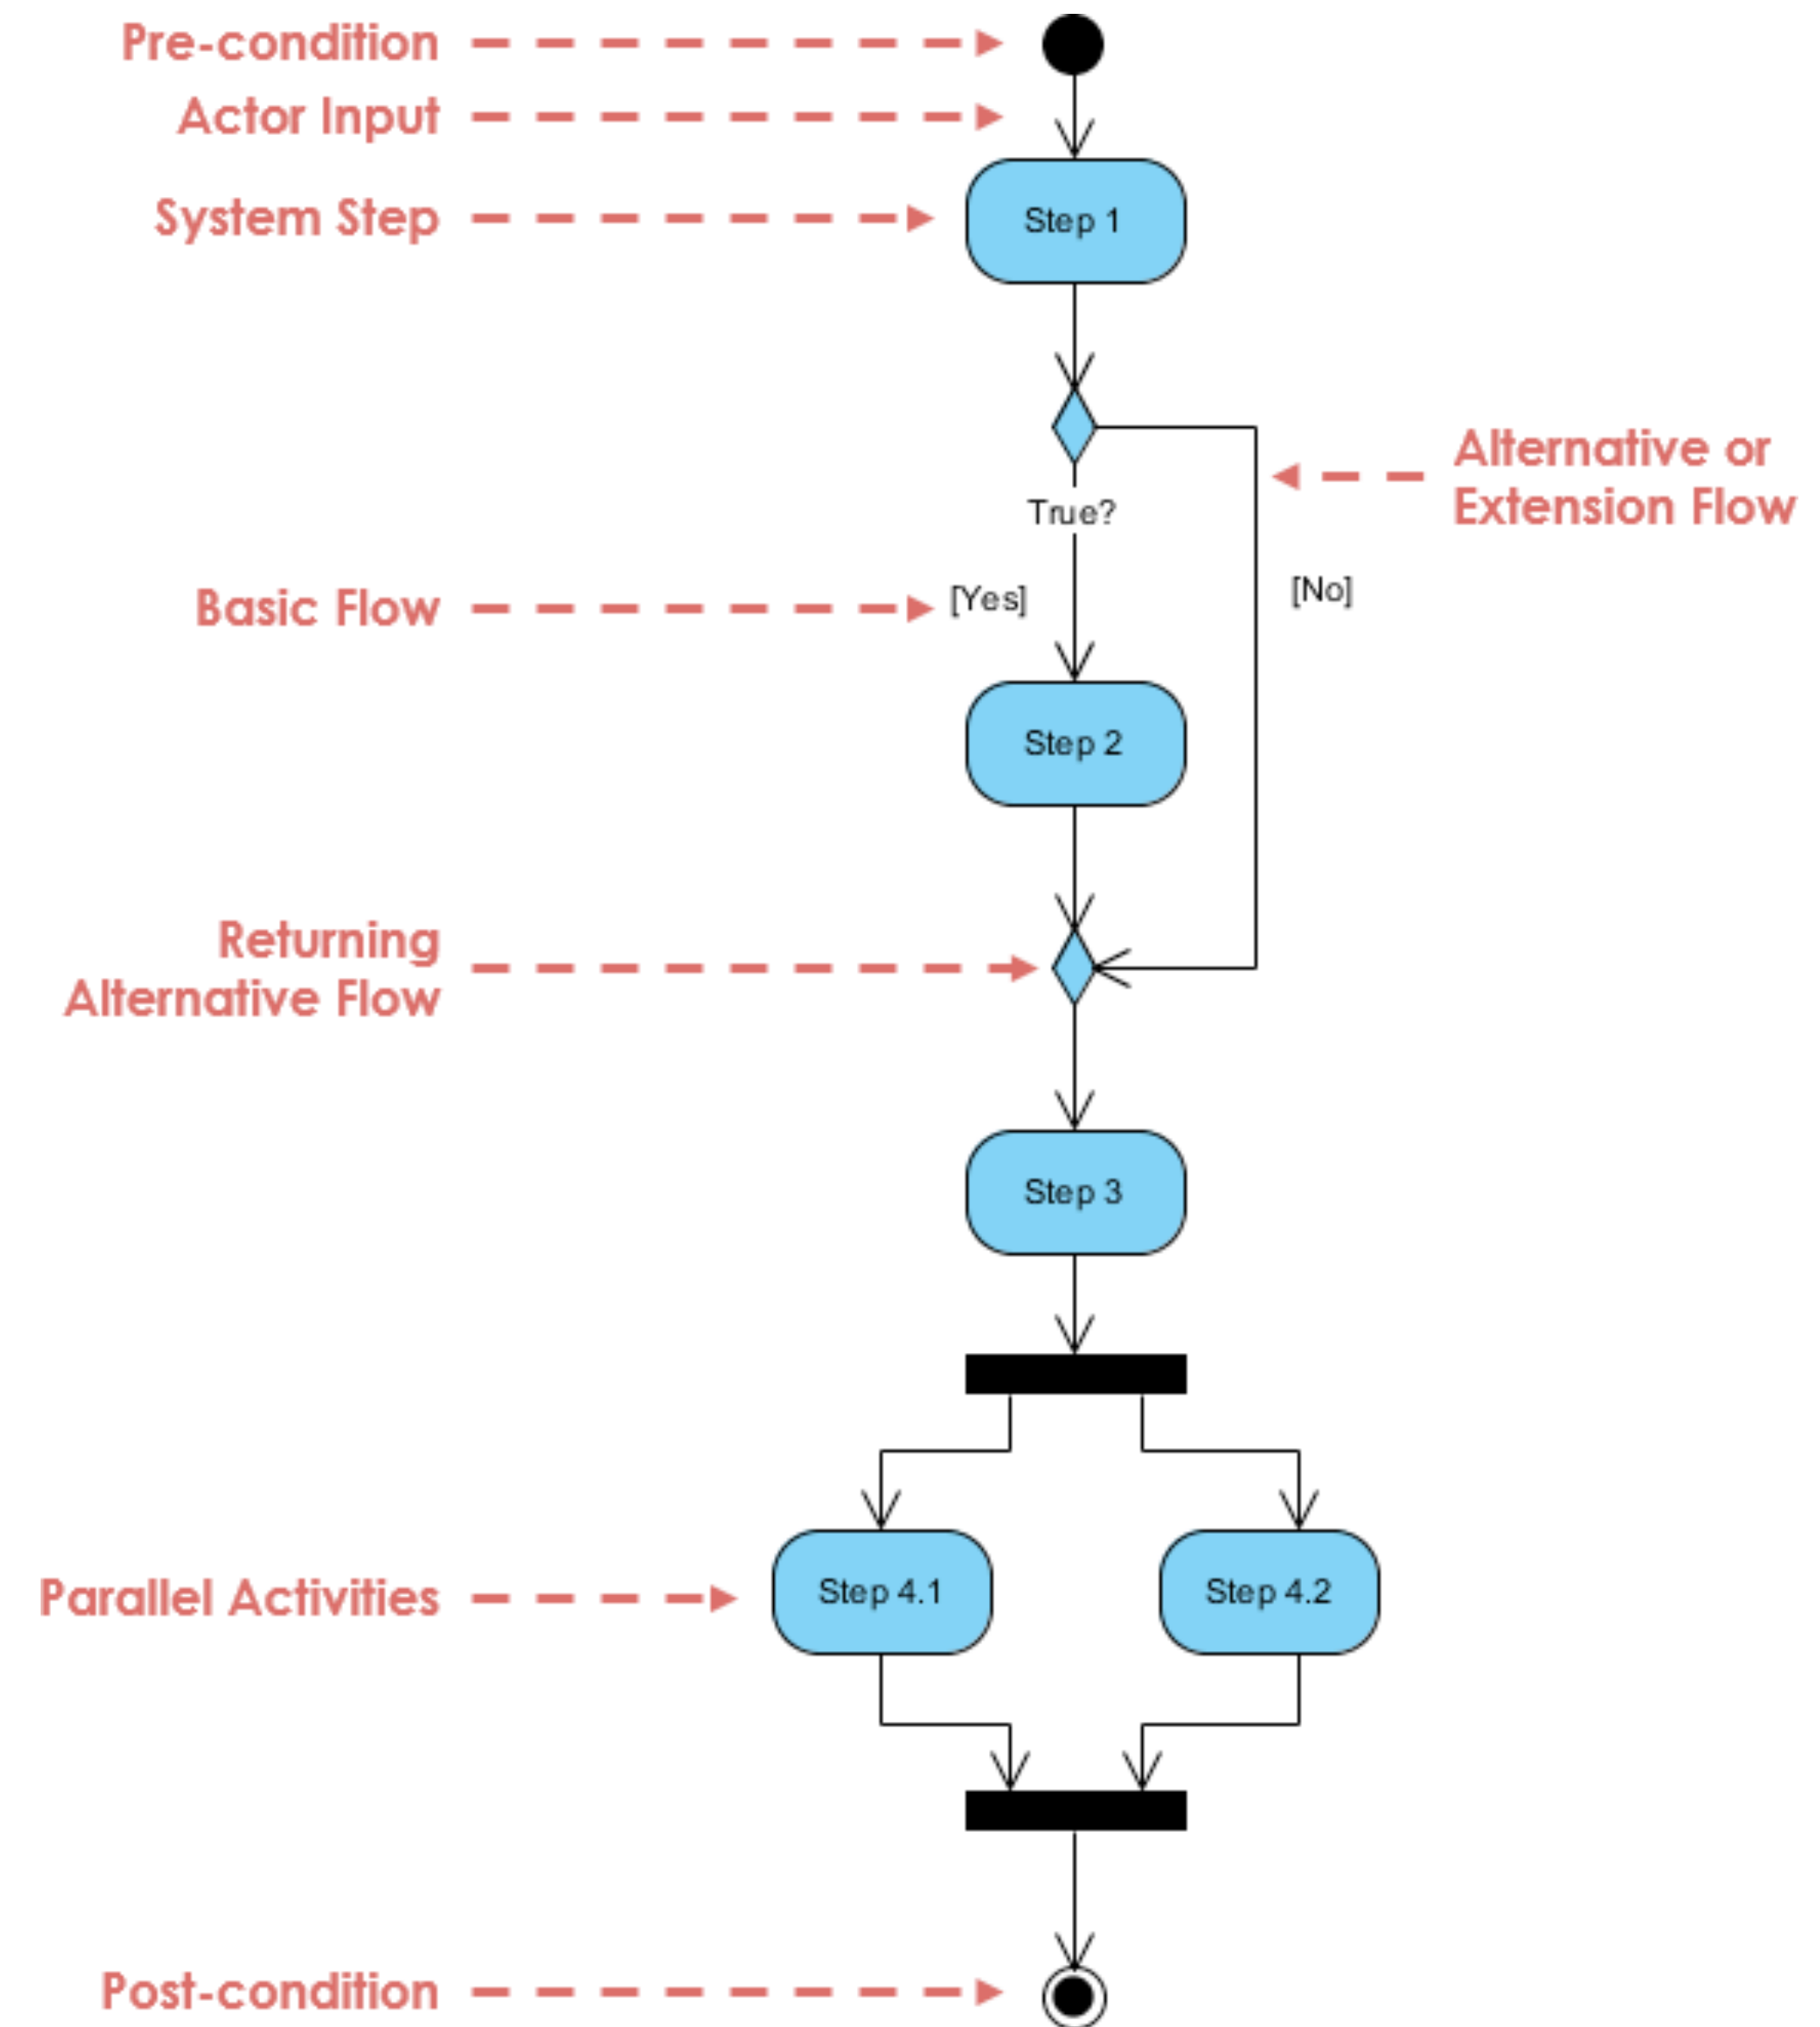 Pre-condition
Actor Input
System Step
Step 1
Alternative or
Extension Flow
True?
Basic Flow
[Yes]
[No]
Step 2
Returning
Alternative Flow
Step 3
Parallel Activities
Step 4.1
Step 4.2
Post-condition